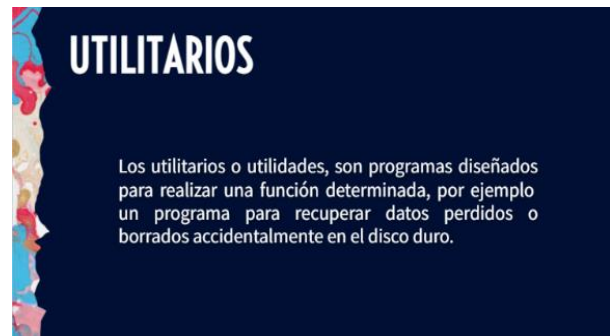 UTILITARIOS
Los utilitarios o utilidades, son programas diseñados
para realizar una función determinada, por ejemplo
un programa para recuperar datos perdidos o
borrados accidentalmente en el disco duro.